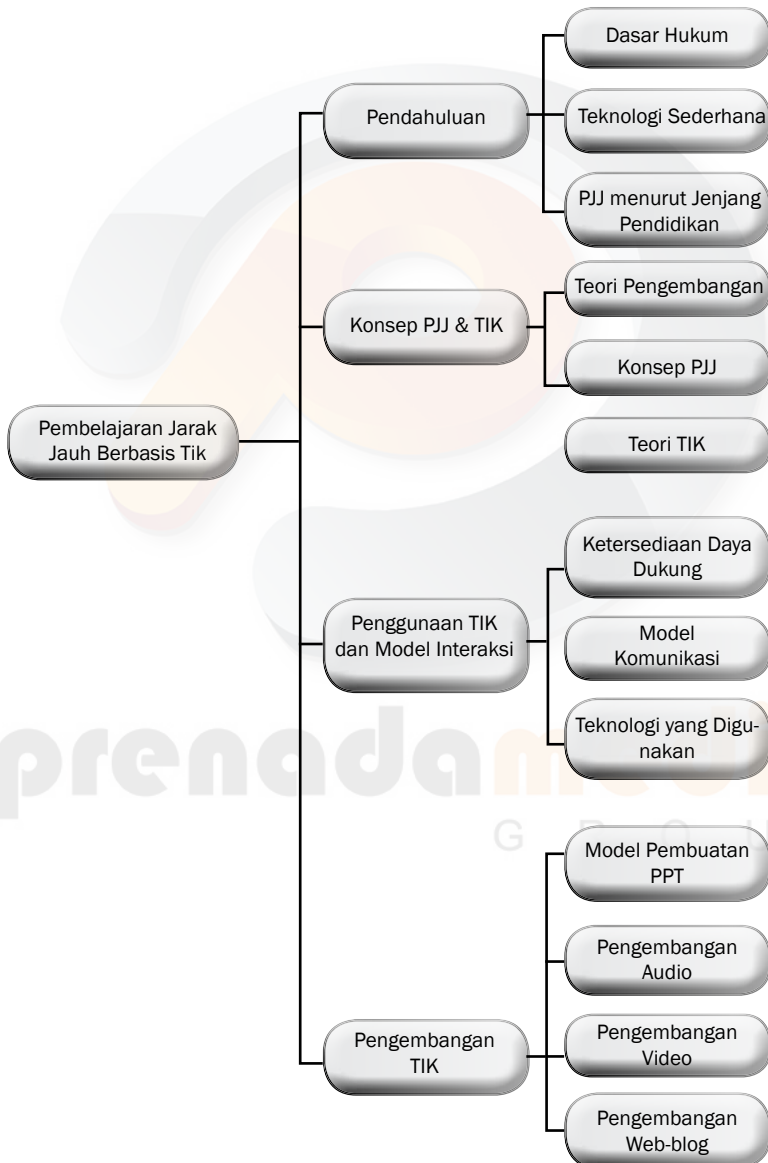 Pembelajaran Jarak
Jauh Berbasis Tik
Pendahuluan
Dasar Hukum
Teknologi Sederhana
PJJ menurut Jenjang
Pendidikan
Konsep PJJ & TIK
Teori Pengembangan
Konsep PJJ
Teori TIK
Penggunaan TIK
dan Model Interaksi
Ketersediaan Daya
Dukung
Model
Komunikasi
Teknologi yang Digu-
nakan
Pengembangan
TIK
Model Pembuatan
PPT
Pengembangan
Audio
Pengembangan
Video
Pengembangan
Web-blog
prenadamedi
G R O U